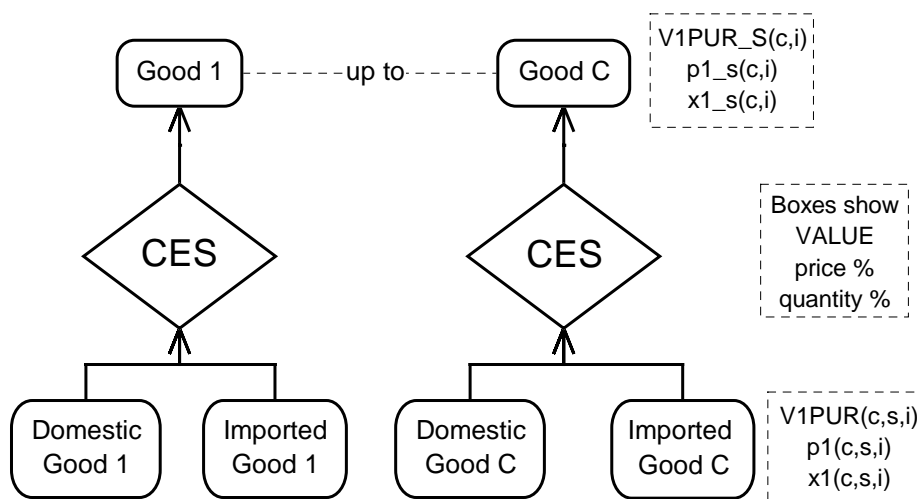 Good 1
up to
Good C
V1PUR_S(c,i)
p1_s(c,i)
x1_s(c,i)
CES
CES
Boxes show
VALUE
price %
quantity %
Domestic
Good 1
Imported
Good 1
Domestic
Good C
Imported
Good C
V1PUR(c,s,i)
p1(c,s,i)
x1(c,s,i)